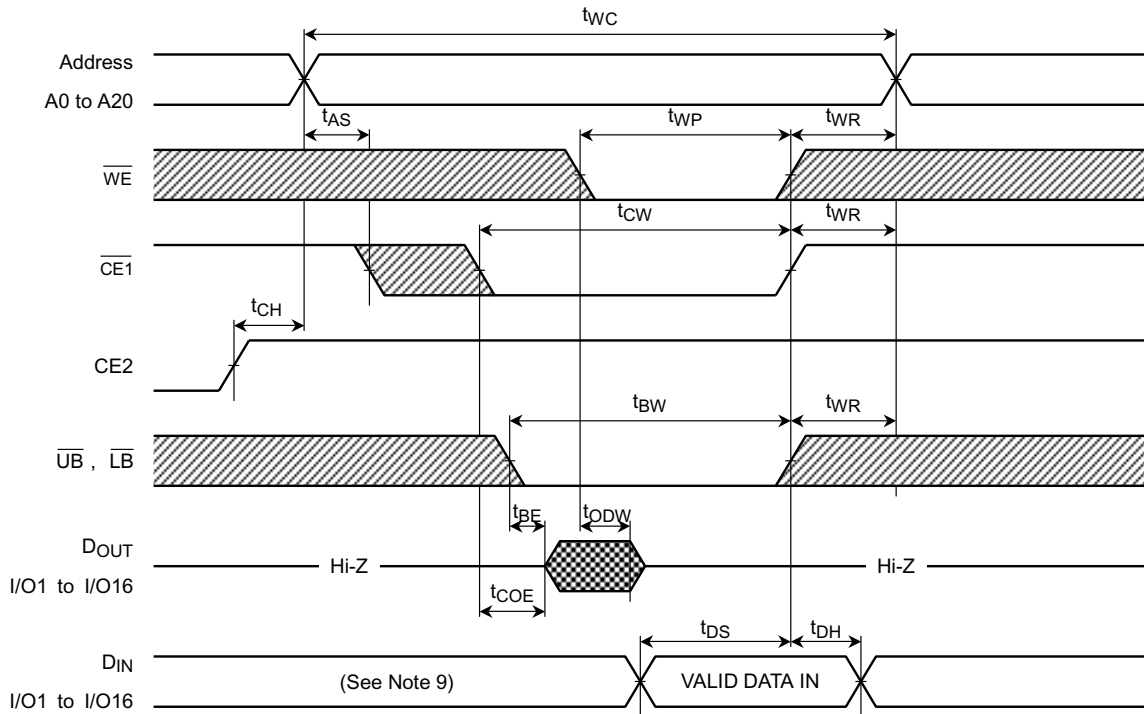 tWC
Address
A0 to A20
tAS
tWP
tWR
WE
tCW
tWR
CE1
tCH
CE2
tBW
tWR
UB , LB
tBE
tODW
DOUT
I/O1 to I/O16
Hi-Z
Hi-Z
tCOE
tDS
tDH
DIN
I/O1 to I/O16
(See Note 9)
VALID DATA IN